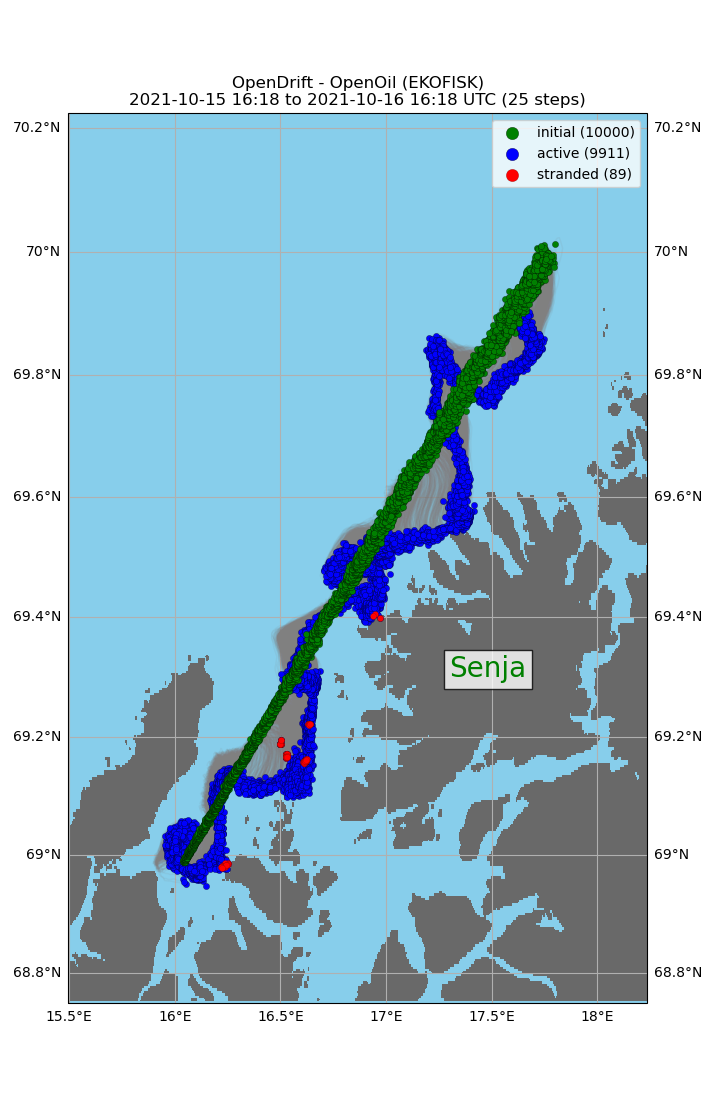 OpenDrift - OpenOil (EKOFISK)
2021-10-15 16:18 to 2021-10-16 16:18 UTC (25 steps)
initial (10000)
active (9911)
stranded (89)
70.2°N 70.2°N
70°N 70°N
69.8°N 69.8°N
69.6°N 69.6°N
69.4°N 69.4°N
Senja
69.2°N 69.2°N
69°N 69°N
68.8°N 68.8°N
15.5°E 16°E 16.5°E 17°E 17.5°E 18°E